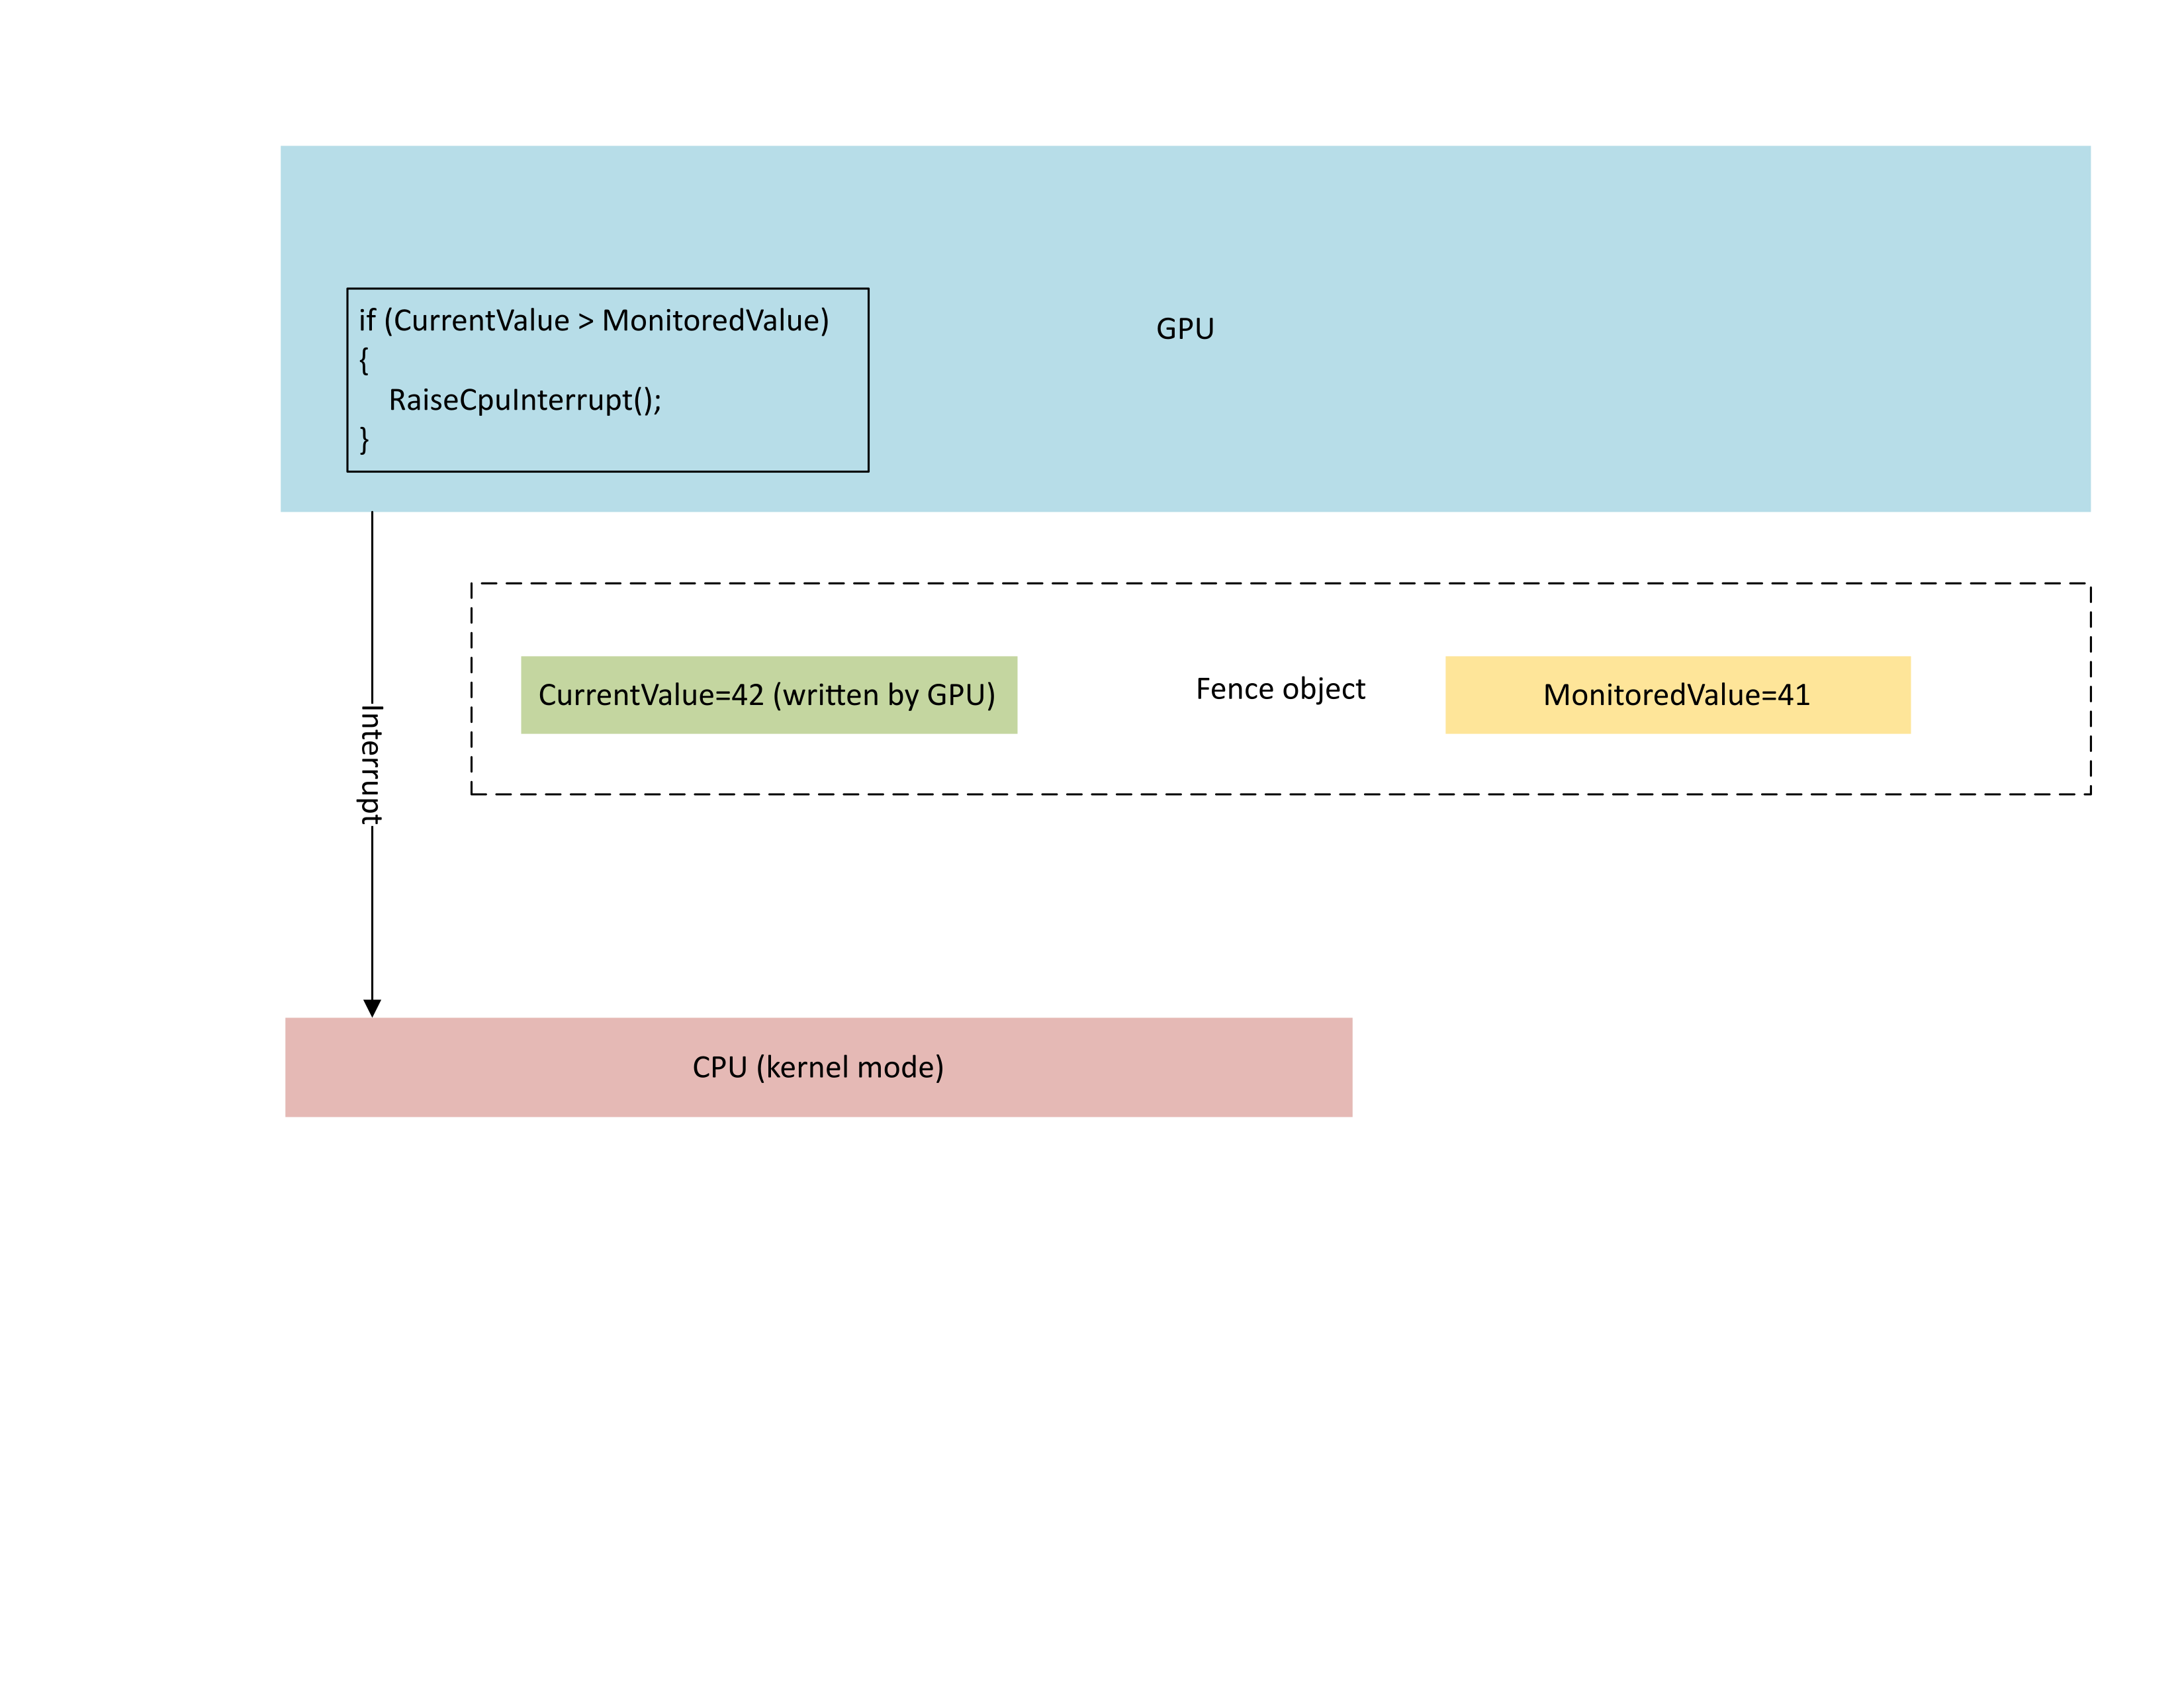 if (CurrentValue > MonitoredValue)
{
RaiseCpuInterrupt();
}
GPU
Interrupt
CurrentValue=42 (written by GPU)
Fence object
MonitoredValue=41
CPU (kernel mode)